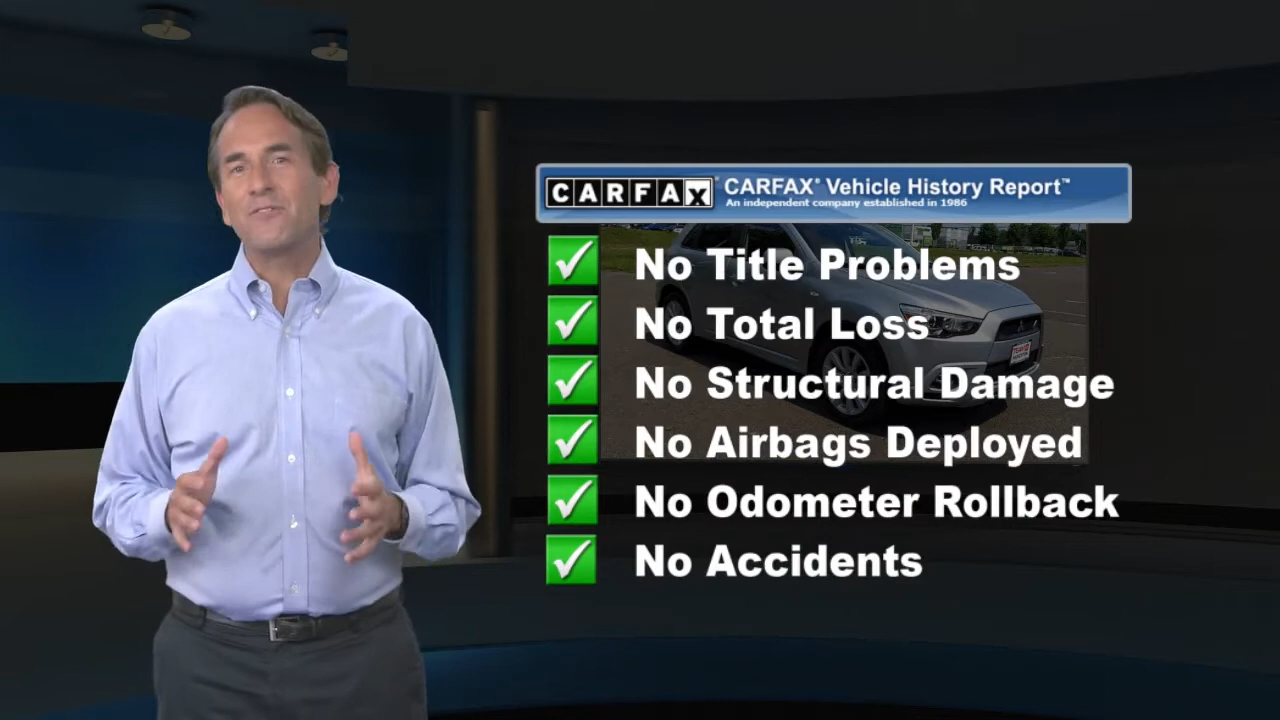 CARFAX® CARFAX® Vehicle History Report™
An independent company established in 1986
No Title Problems
No Total Loss
No Structural Damage
No Airbags Deployed
No Odometer Rollback
No Accidents